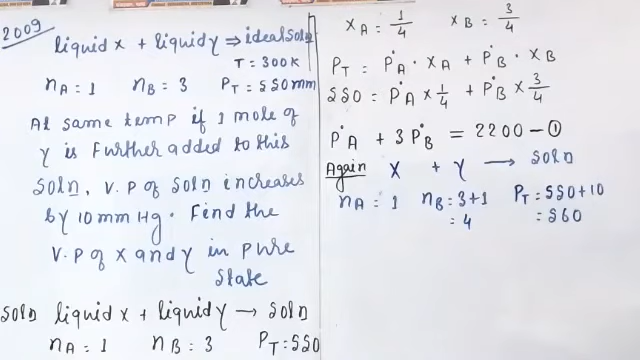 2009
liquid x + liquid y ⇒ ideal soln
T = 300K
nA = 1 nB = 3 PT = 550mm
At same temp if 1 mole of
y is further added to this
soln, V.P of soln increases
by 10 mm Hg. Find the
V.P of X and Y in pure
state
Soln liquid x + liquid y → soln
nA = 1 nB = 3 PT = 550
XA = 1/4 XB = 3/4
PT = P°A · XA + P°B · XB
550 = P°A × 1/4 + P°B × 3/4
P°A + 3P°B = 2200 — ①
Again X + Y → soln
nA = 1 nB = 3+1 PT = 550 + 10
= 4 = 560